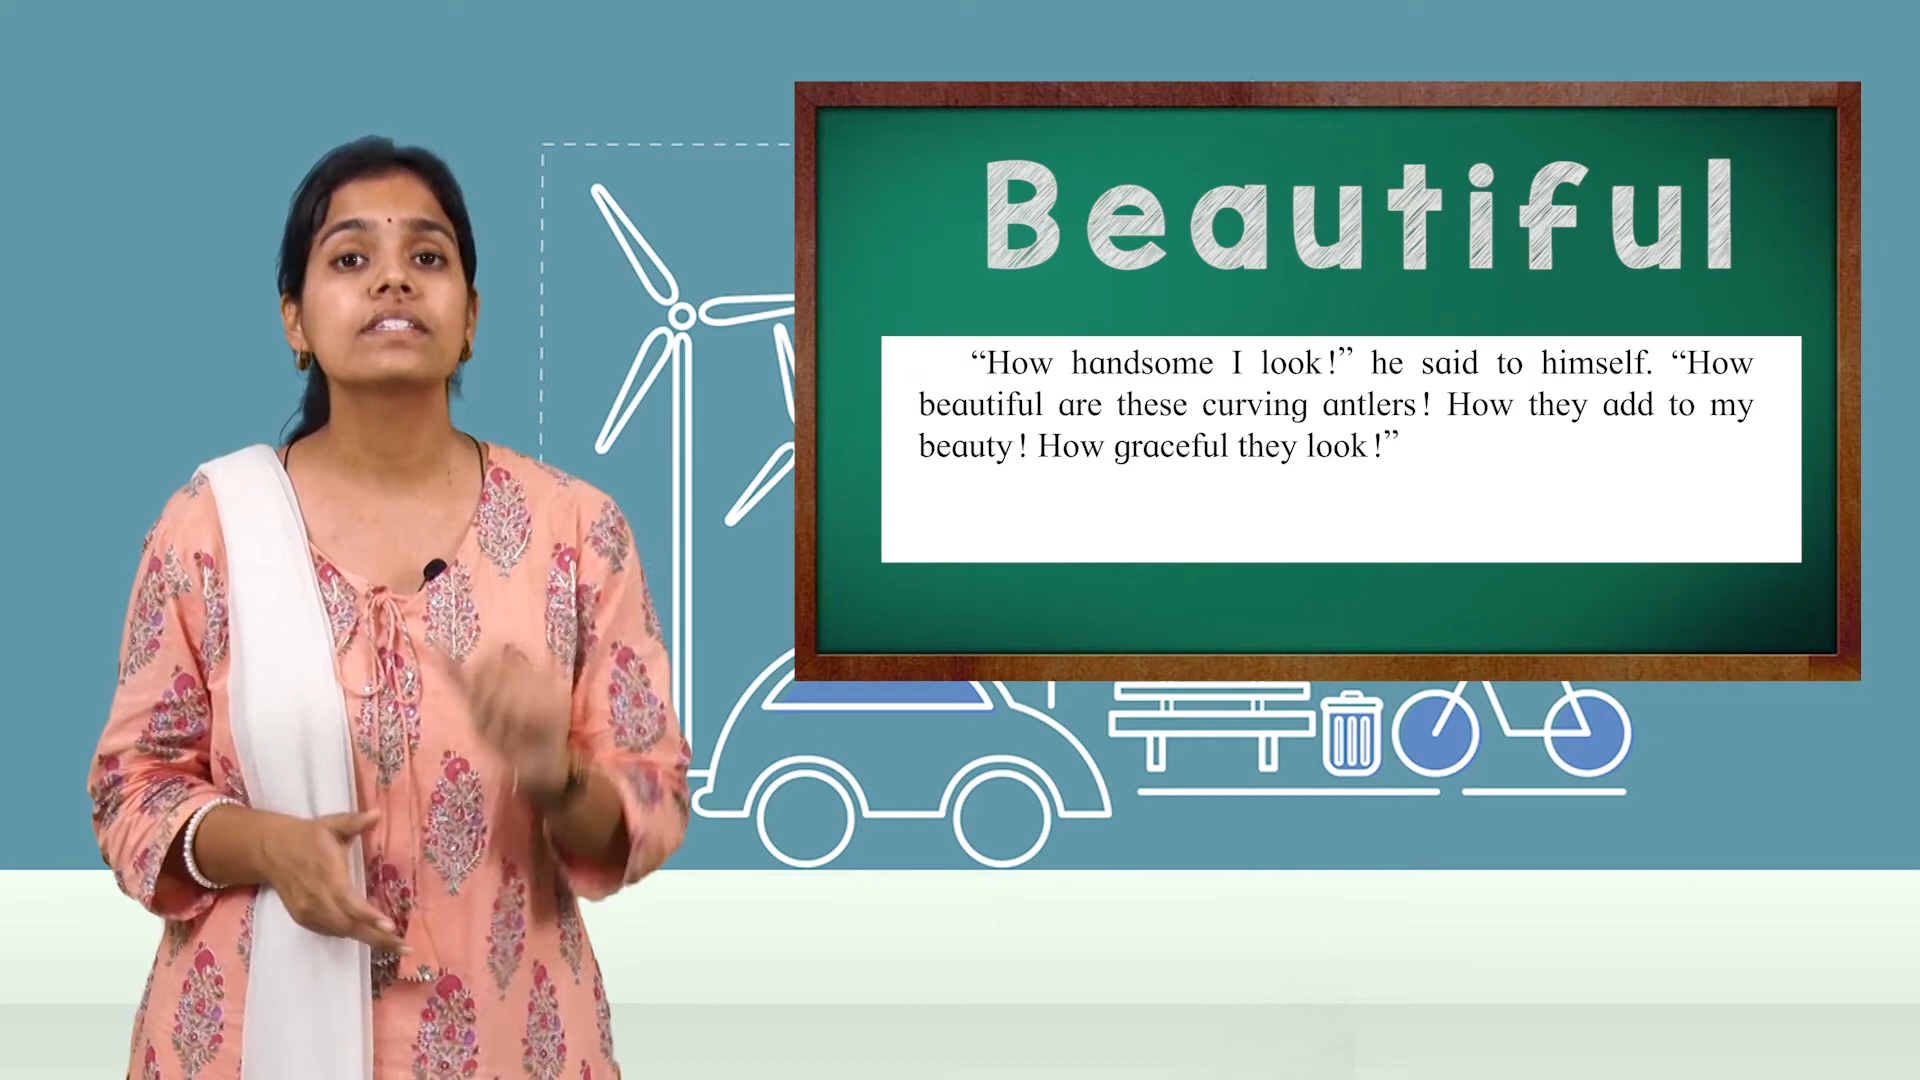 Beautiful
“How handsome I look!” he said to himself. “How
beautiful are these curving antlers! How they add to my
beauty! How graceful they look!”